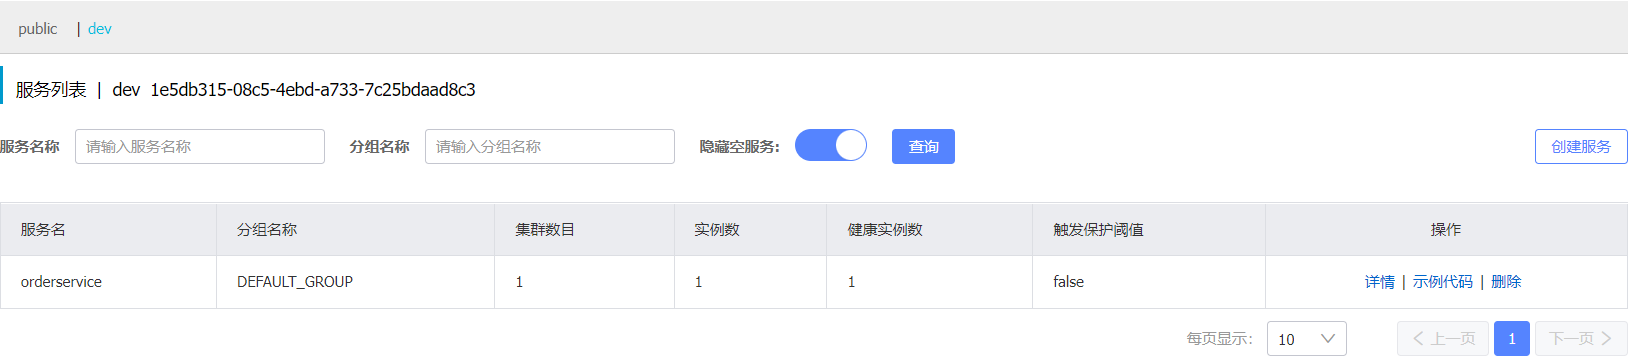 public | dev
服务列表 | dev 1e5db315-08c5-4ebd-a733-7c25bdaad8c3
服务名称 请输入服务名称 分组名称 请输入分组名称 隐藏空服务: 查询 创建服务
服务名 分组名称 集群数目 实例数 健康实例数 触发保护阈值 操作
orderservice DEFAULT_GROUP 1 1 1 false 详情 | 示例代码 | 删除
每页显示: 10 上一页 1 下一页